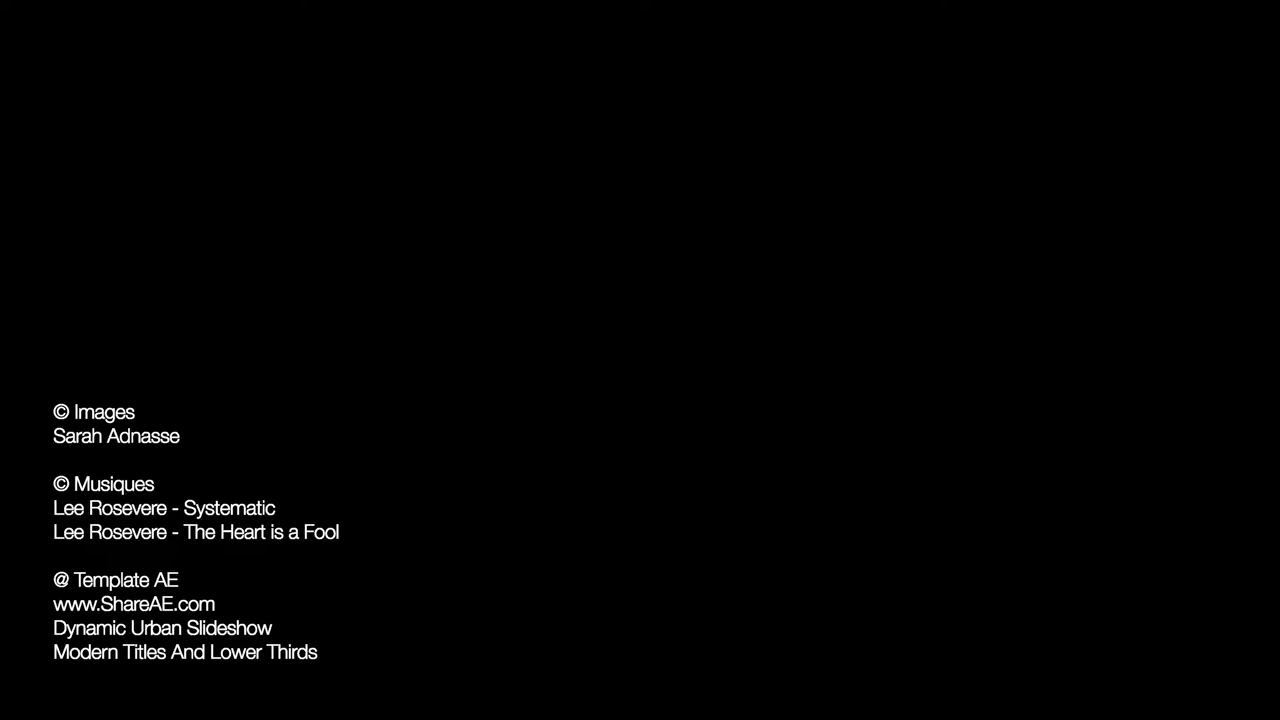 © Images
Sarah Adnasse
© Musiques
Lee Rosevere - Systematic
Lee Rosevere - The Heart is a Fool
@ Template AE
www.ShareAE.com
Dynamic Urban Slideshow
Modern Titles And Lower Thirds